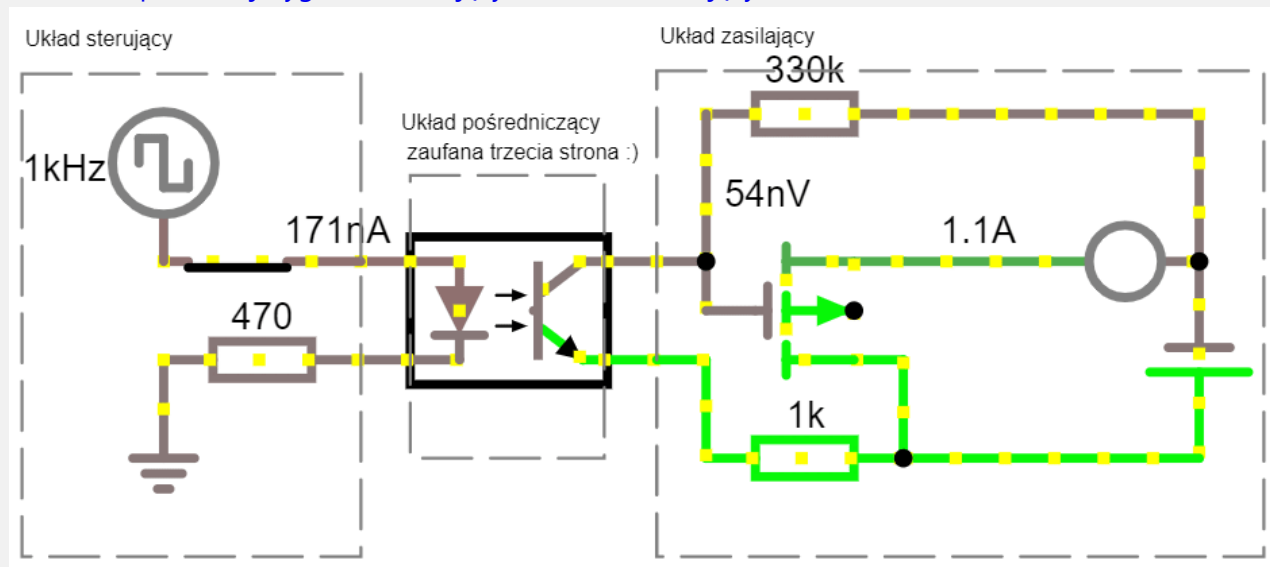 Układ sterujący
Układ zasilający
330k
Układ pośredniczący
zaufana trzecia strona :)
1kHz
54nV
171nA
1.1A
470
1k